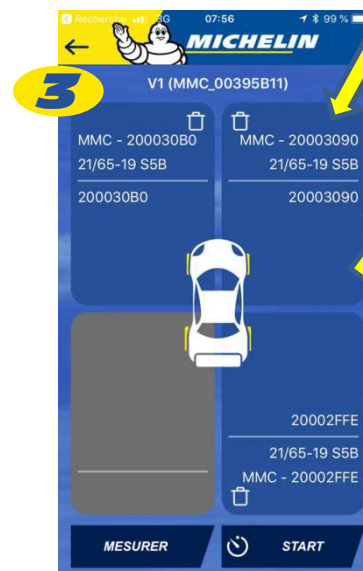 Recherche 3G 07:56 99 %
MICHELIN
3
V1 (MMC_00395B11)
MMC - 200030B0
21/65-19 S5B
200030B0
MMC - 20003090
21/65-19 S5B
20003090
20002FFE
21/65-19 S5B
MMC - 20002FFE
MESURER
START